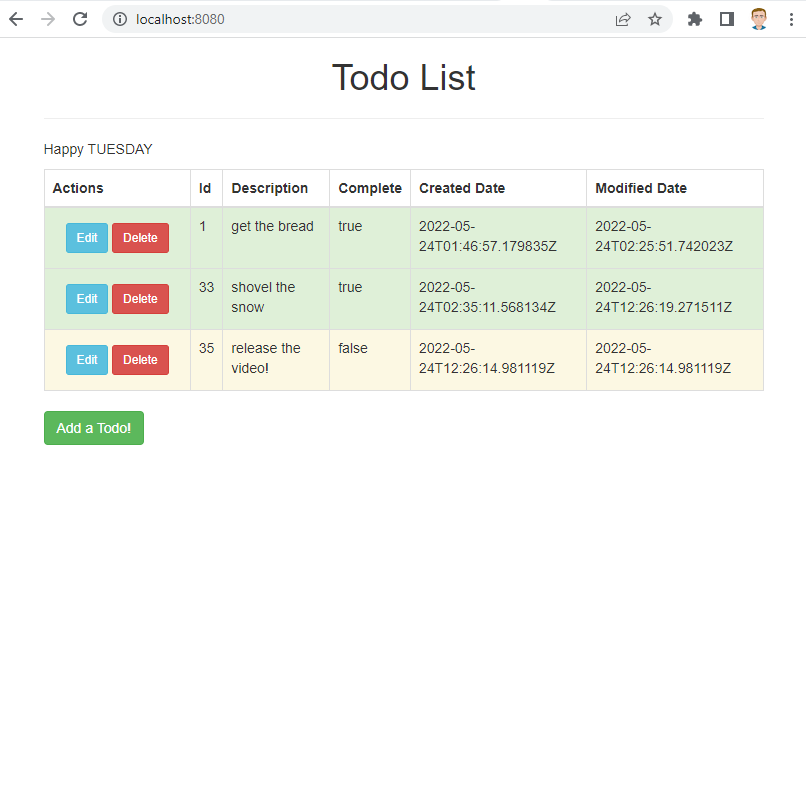 localhost:8080
Todo List
Happy TUESDAY
Actions Id Description Complete Created Date Modified Date
Edit Delete 1 get the bread true 2022-05- 2022-05-
24T01:46:57.179835Z 24T02:25:51.742023Z
Edit Delete 33 shovel the true 2022-05- 2022-05-
snow 24T02:35:11.568134Z 24T12:26:19.271511Z
Edit Delete 35 release the false 2022-05- 2022-05-
video! 24T12:26:14.981119Z 24T12:26:14.981119Z
Add a Todo!